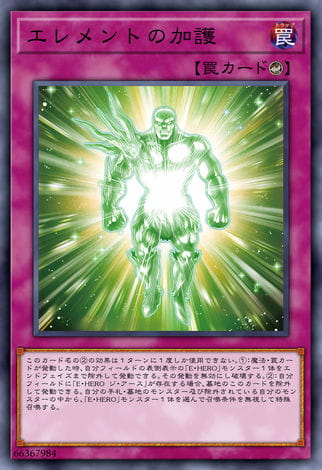 エレメントの加護
トラップ
罠
【罠カード】
このカード名の②の効果は1ターンに1度しか使用できない。①:魔法・罠カー
ドが発動した時、自分フィールドの表側表示の「E・HERO」モンスター1体をエ
ンドフェイズまで除外して発動できる。その発動を無効にし破壊する。②:自分
フィールドに「E・HERO ジ・アース」が存在する場合、墓地のこのカードを除外
して発動できる。自分の手札・墓地のモンスター及び除外されている自分のモン
スターの中から、「E・HERO」モンスター1体を選んで召喚条件を無視して特殊
召喚する。
66367984